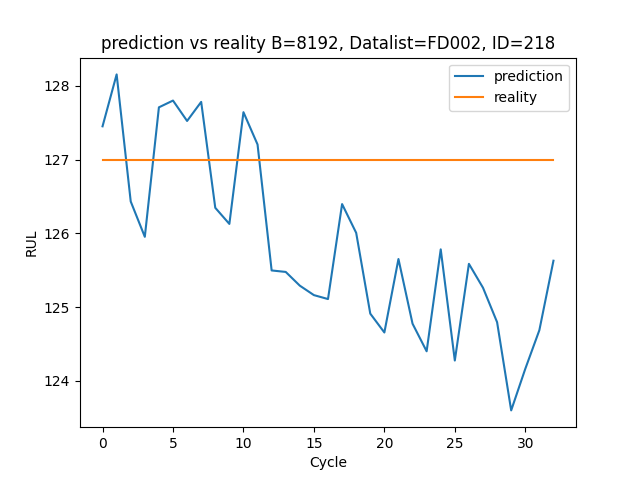 prediction vs reality B=8192, Datalist=FD002, ID=218
prediction
reality
128
127
126
125
124
RUL
0 5 10 15 20 25 30
Cycle